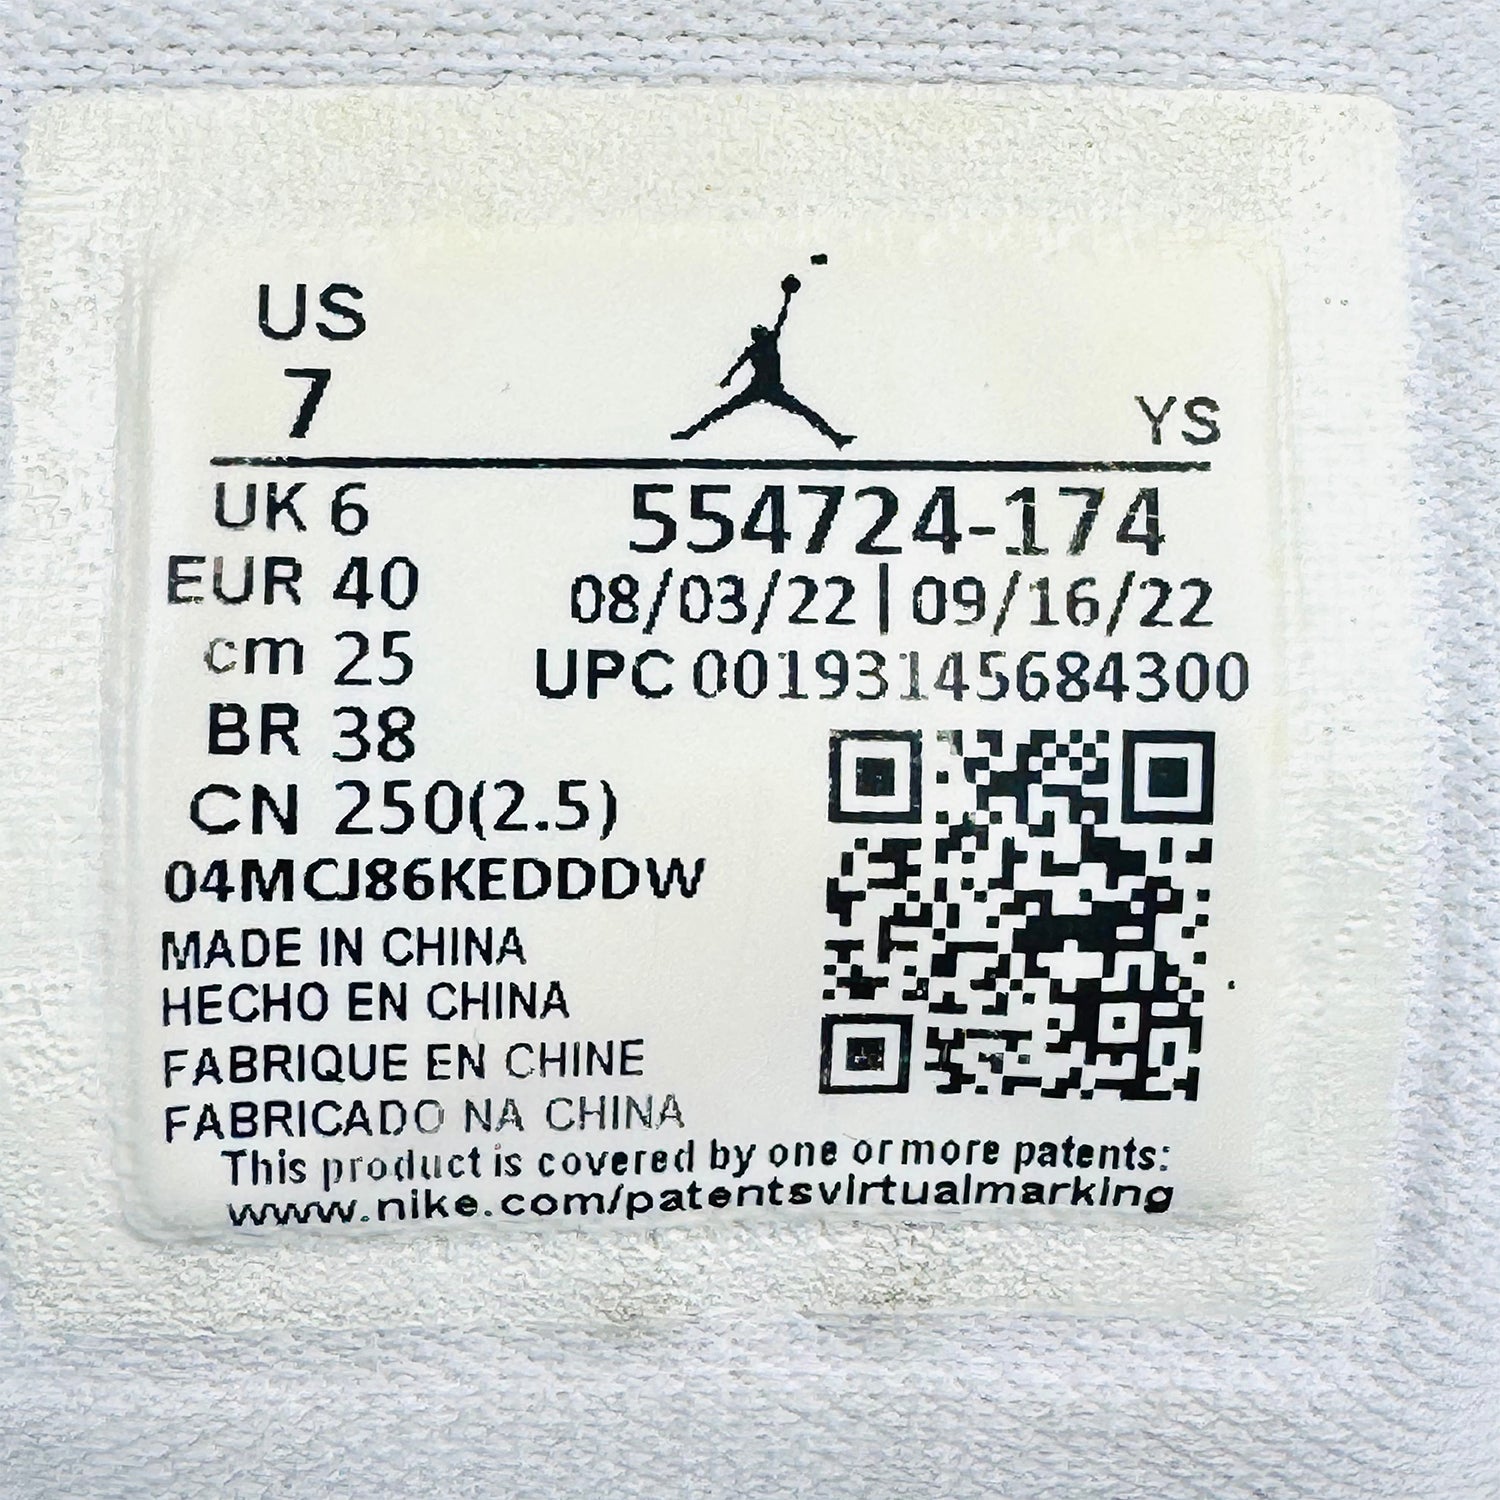 US
7
YS
UK 6
554724-174
EUR 40
08/03/22 | 09/16/22
cm 25
UPC 00193145684300
BR 38
CN 250(2.5)
04MCJ86KEDDDW
MADE IN CHINA
HECHO EN CHINA
FABRIQUE EN CHINE
FABRICADO NA CHINA
This product is covered by one or more patents:
www.nike.com/patentsvirtualmarking